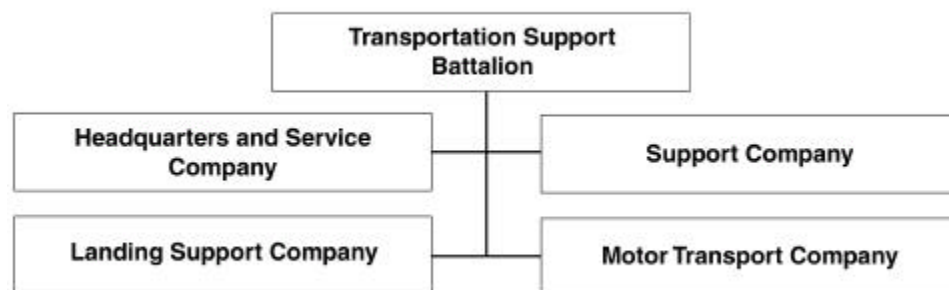 Transportation Support
Battalion
Headquarters and Service
Company
Support Company
Landing Support Company
Motor Transport Company